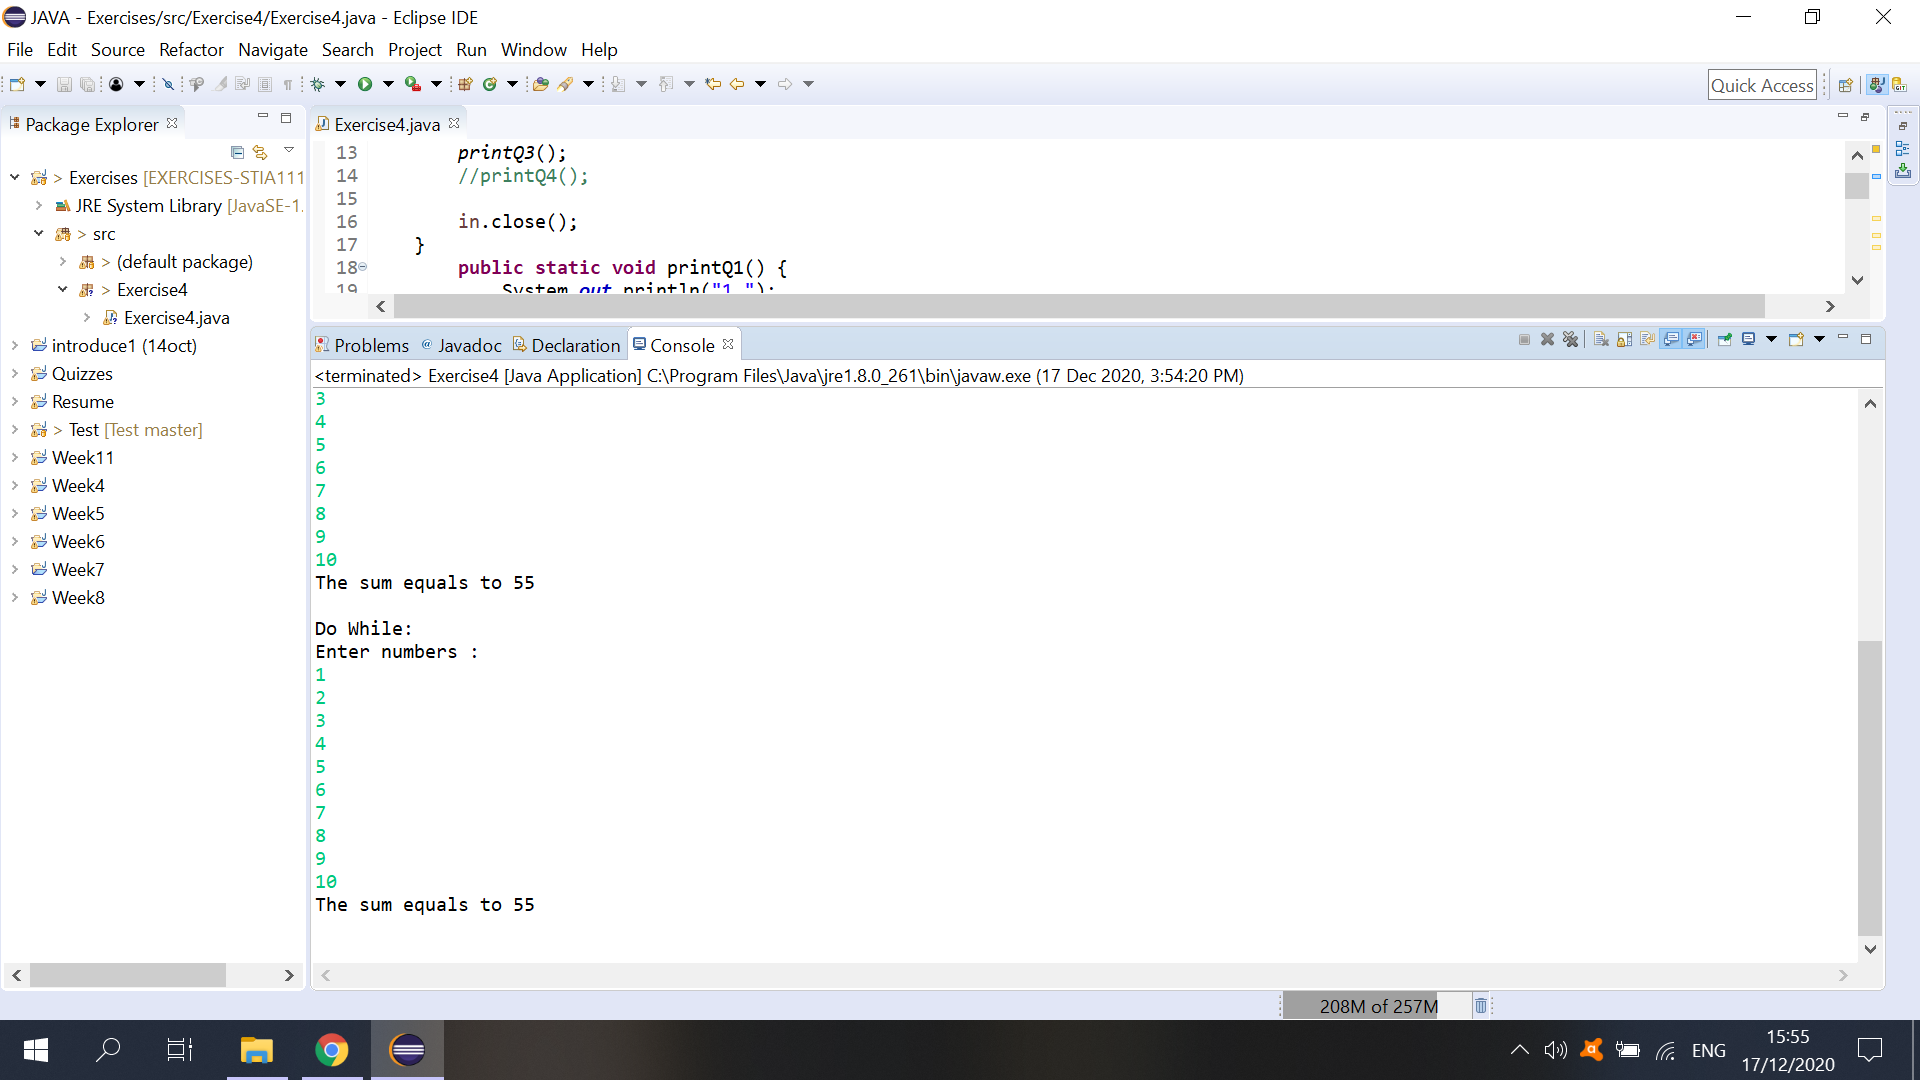 JAVA - Exercises/src/Exercise4/Exercise4.java - Eclipse IDE
File Edit Source Refactor Navigate Search Project Run Window Help
Quick Access
Package Explorer
Exercise4.java
> Exercises [EXERCISES-STIA111
JRE System Library [JavaSE-1.
> src
> (default package)
> Exercise4
Exercise4.java
introduce1 (14oct)
Quizzes
Resume
> Test [Test master]
Week11
Week4
Week5
Week6
Week7
Week8
13 printQ3();
14 //printQ4();
15
16 in.close();
17 }
18 public static void printQ1() {
19 System.out.println("1.");
Problems @ Javadoc Declaration Console
<terminated> Exercise4 [Java Application] C:\Program Files\Java\jre1.8.0_261\bin\javaw.exe (17 Dec 2020, 3:54:20 PM)
3
4
5
6
7
8
9
10
The sum equals to 55
Do While:
Enter numbers :
1
2
3
4
5
6
7
8
9
10
The sum equals to 55
208M of 257M
ENG
15:55
17/12/2020